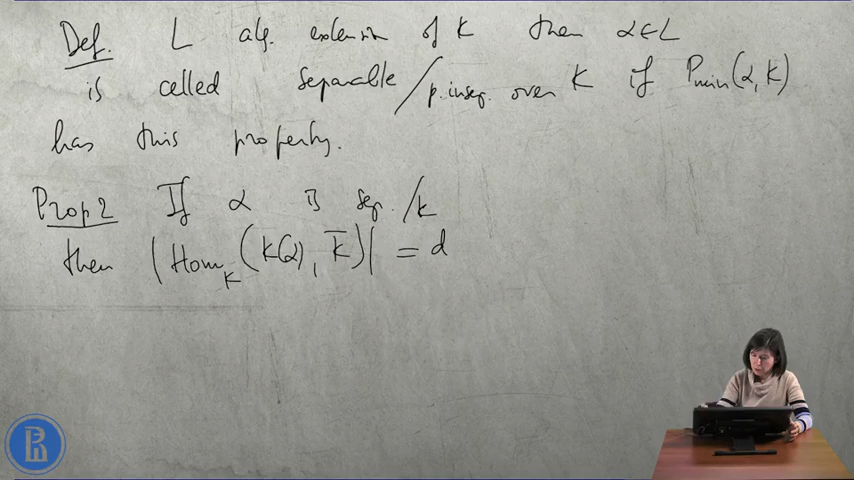 Def. L alg. extension of K then α∈L
is called separable / p. insep. over K if Pmin(α, K)
has this property.
Prop 2 If α is sep. /k
then |Hom_K (K(α), K̅)| = d